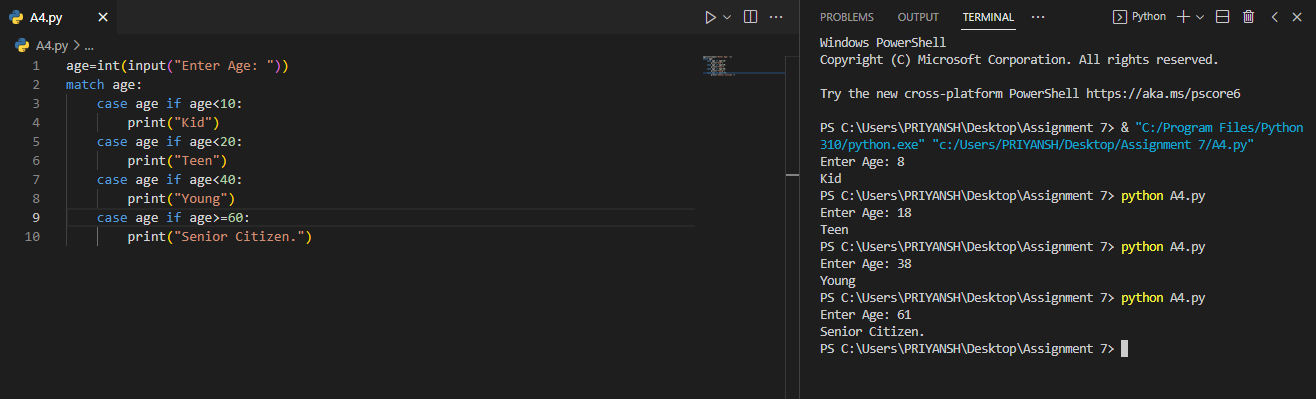 A4.py
A4.py > ...
1 age=int(input("Enter Age: "))
2 match age:
3     case age if age<10:
4         print("Kid")
5     case age if age<20:
6         print("Teen")
7     case age if age<40:
8         print("Young")
9     case age if age>=60:
10         print("Senior Citizen.")
PROBLEMS OUTPUT TERMINAL ... Python
Windows PowerShell
Copyright (C) Microsoft Corporation. All rights reserved.
Try the new cross-platform PowerShell https://aka.ms/pscore6
PS C:\Users\PRIYANSH\Desktop\Assignment 7> & "C:/Program Files/Python
310/python.exe" "c:/Users/PRIYANSH/Desktop/Assignment 7/A4.py"
Enter Age: 8
Kid
PS C:\Users\PRIYANSH\Desktop\Assignment 7> python A4.py
Enter Age: 18
Teen
PS C:\Users\PRIYANSH\Desktop\Assignment 7> python A4.py
Enter Age: 38
Young
PS C:\Users\PRIYANSH\Desktop\Assignment 7> python A4.py
Enter Age: 61
Senior Citizen.
PS C:\Users\PRIYANSH\Desktop\Assignment 7>